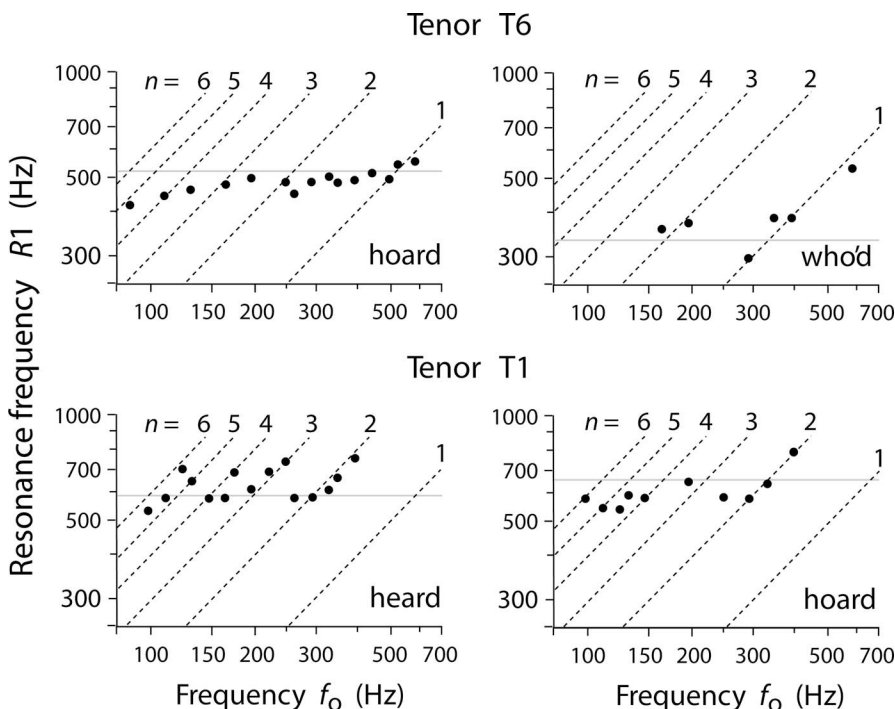 Tenor T6
1000
700
500
300
n = 6 5 4 3 2 1
hoard
100 150 200 300 500 700
1000
700
500
300
n = 6 5 4 3 2 1
who'd
100 150 200 300 500 700
Resonance frequency R1 (Hz)
Tenor T1
1000
700
500
300
n = 6 5 4 3 2 1
heard
100 150 200 300 500 700
Frequency fo (Hz)
1000
700
500
300
n = 6 5 4 3 2 1
hoard
100 150 200 300 500 700
Frequency fo (Hz)